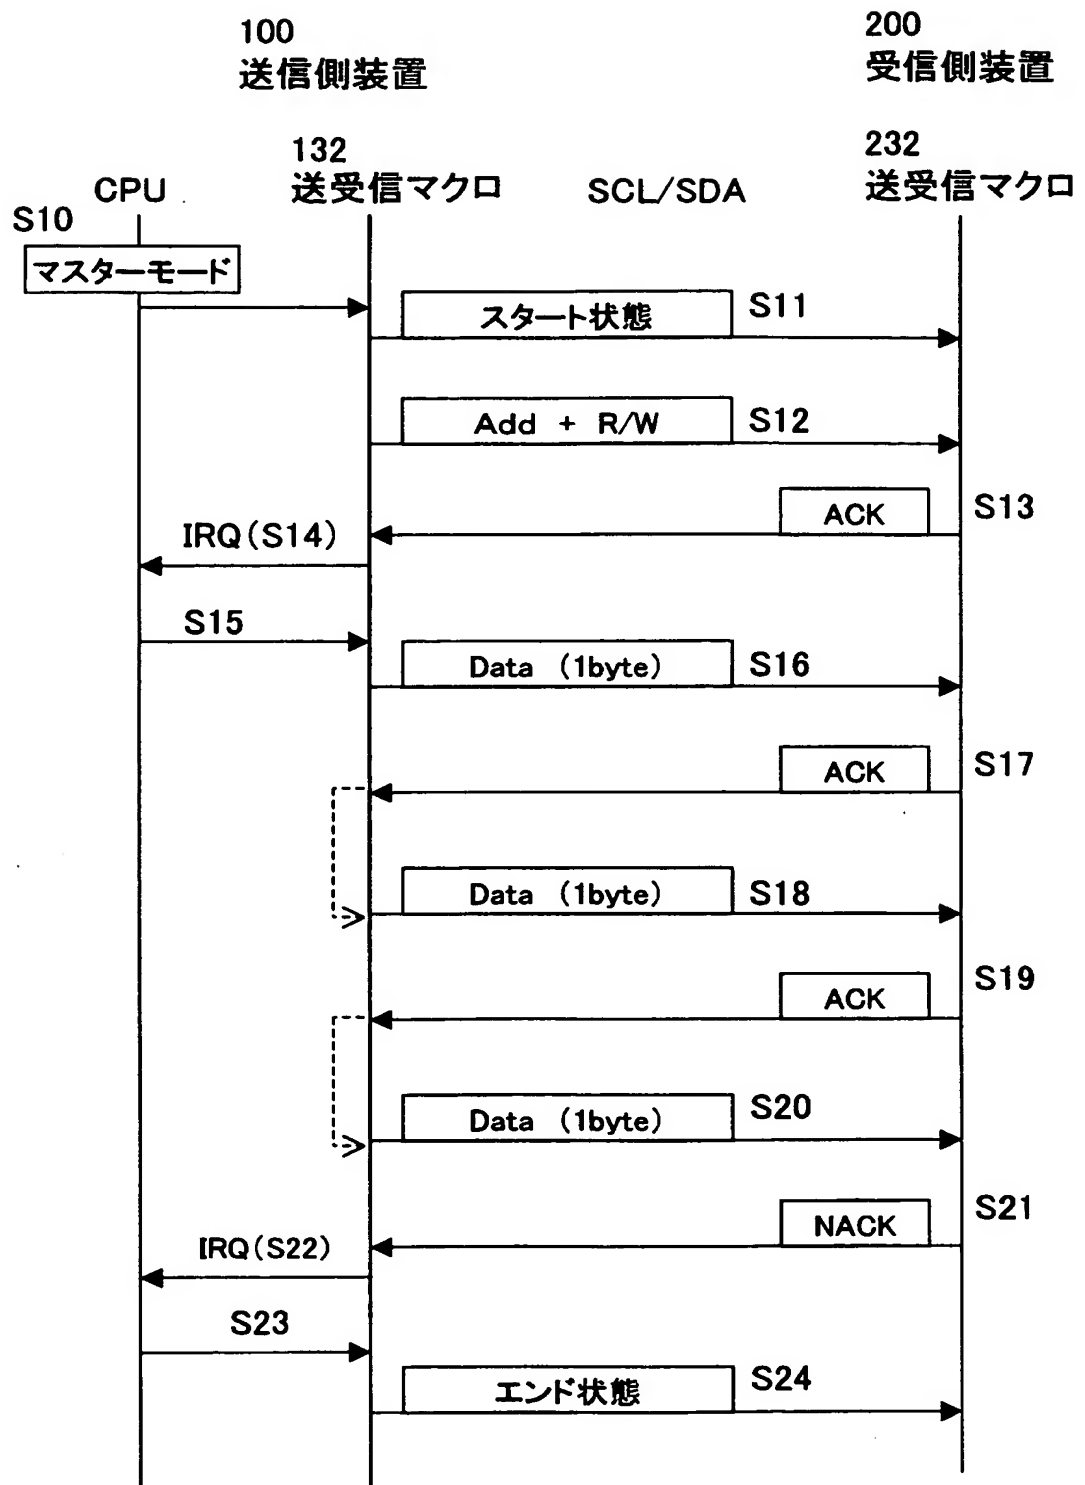 100
送信側装置
200
受信側装置
132
送受信マクロ
232
送受信マクロ
CPU
SCL/SDA
S10
マスターモード
スタート状態
S11
Add + R/W
S12
ACK
S13
IRQ(S14)
S15
Data (1byte)
S16
ACK
S17
Data (1byte)
S18
ACK
S19
Data (1byte)
S20
NACK
S21
IRQ(S22)
S23
エンド状態
S24